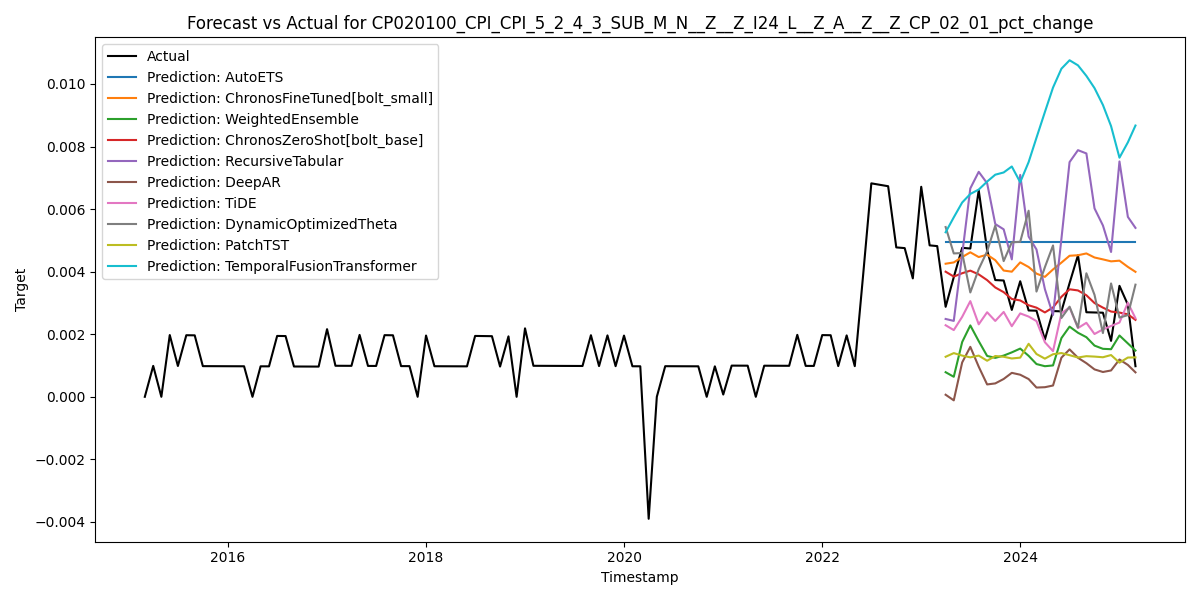 Forecast vs Actual for CP020100_CPI_CPI_5_2_4_3_SUB_M_N__Z__Z_I24_L__Z_A__Z__Z_CP_02_01_pct_change
Actual
Prediction: AutoETS
Prediction: ChronosFineTuned[bolt_small]
Prediction: WeightedEnsemble
Prediction: ChronosZeroShot[bolt_base]
Prediction: RecursiveTabular
Prediction: DeepAR
Prediction: TiDE
Prediction: DynamicOptimizedTheta
Prediction: PatchTST
Prediction: TemporalFusionTransformer
Target
0.010
0.008
0.006
0.004
0.002
0.000
−0.002
−0.004
2016
2018
2020
2022
2024
Timestamp